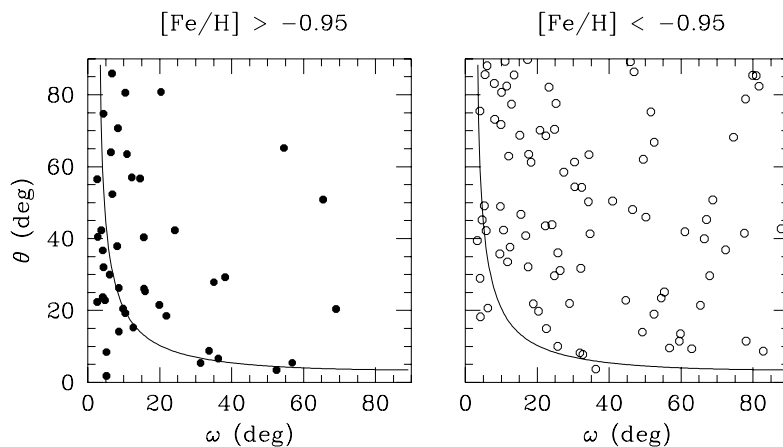 [Fe/H] > −0.95
[Fe/H] < −0.95
80
60
40
20
0
θ (deg)
0 20 40 60 80
0 20 40 60 80
ω (deg)
ω (deg)